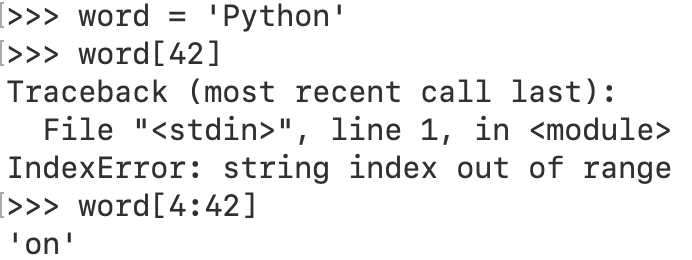 >>> word = 'Python'
>>> word[42]
Traceback (most recent call last):
  File "<stdin>", line 1, in <module>
IndexError: string index out of range
>>> word[4:42]
'on'